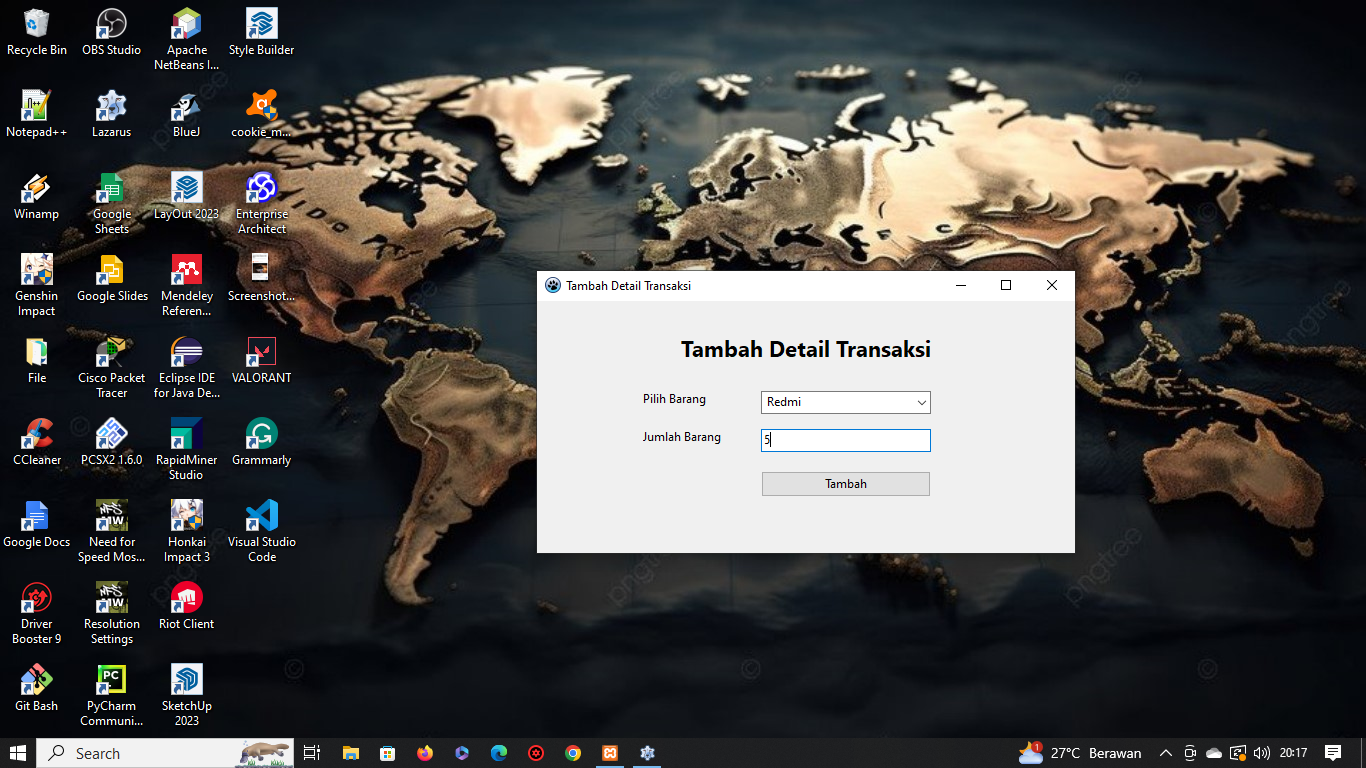 Recycle Bin
OBS Studio
Apache
NetBeans I...
Style Builder
Notepad++
Lazarus
BlueJ
cookie_m...
Winamp
Google
Sheets
LayOut 2023
Enterprise
Architect
Genshin
Impact
Google Slides
Mendeley
Referen...
Screenshot...
File
Cisco Packet
Tracer
Eclipse IDE
for Java De...
VALORANT
CCleaner
PCSX2 1.6.0
RapidMiner
Studio
Grammarly
Google Docs
Need for
Speed Mos...
Honkai
Impact 3
Visual Studio
Code
Driver
Booster 9
Resolution
Settings
Riot Client
Git Bash
PyCharm
Communi...
SketchUp
2023
Tambah Detail Transaksi
Tambah Detail Transaksi
Pilih Barang
Redmi
Jumlah Barang
5
Tambah
pngtree
pngtree
pngtree
Search
1
27°C Berawan
20:17